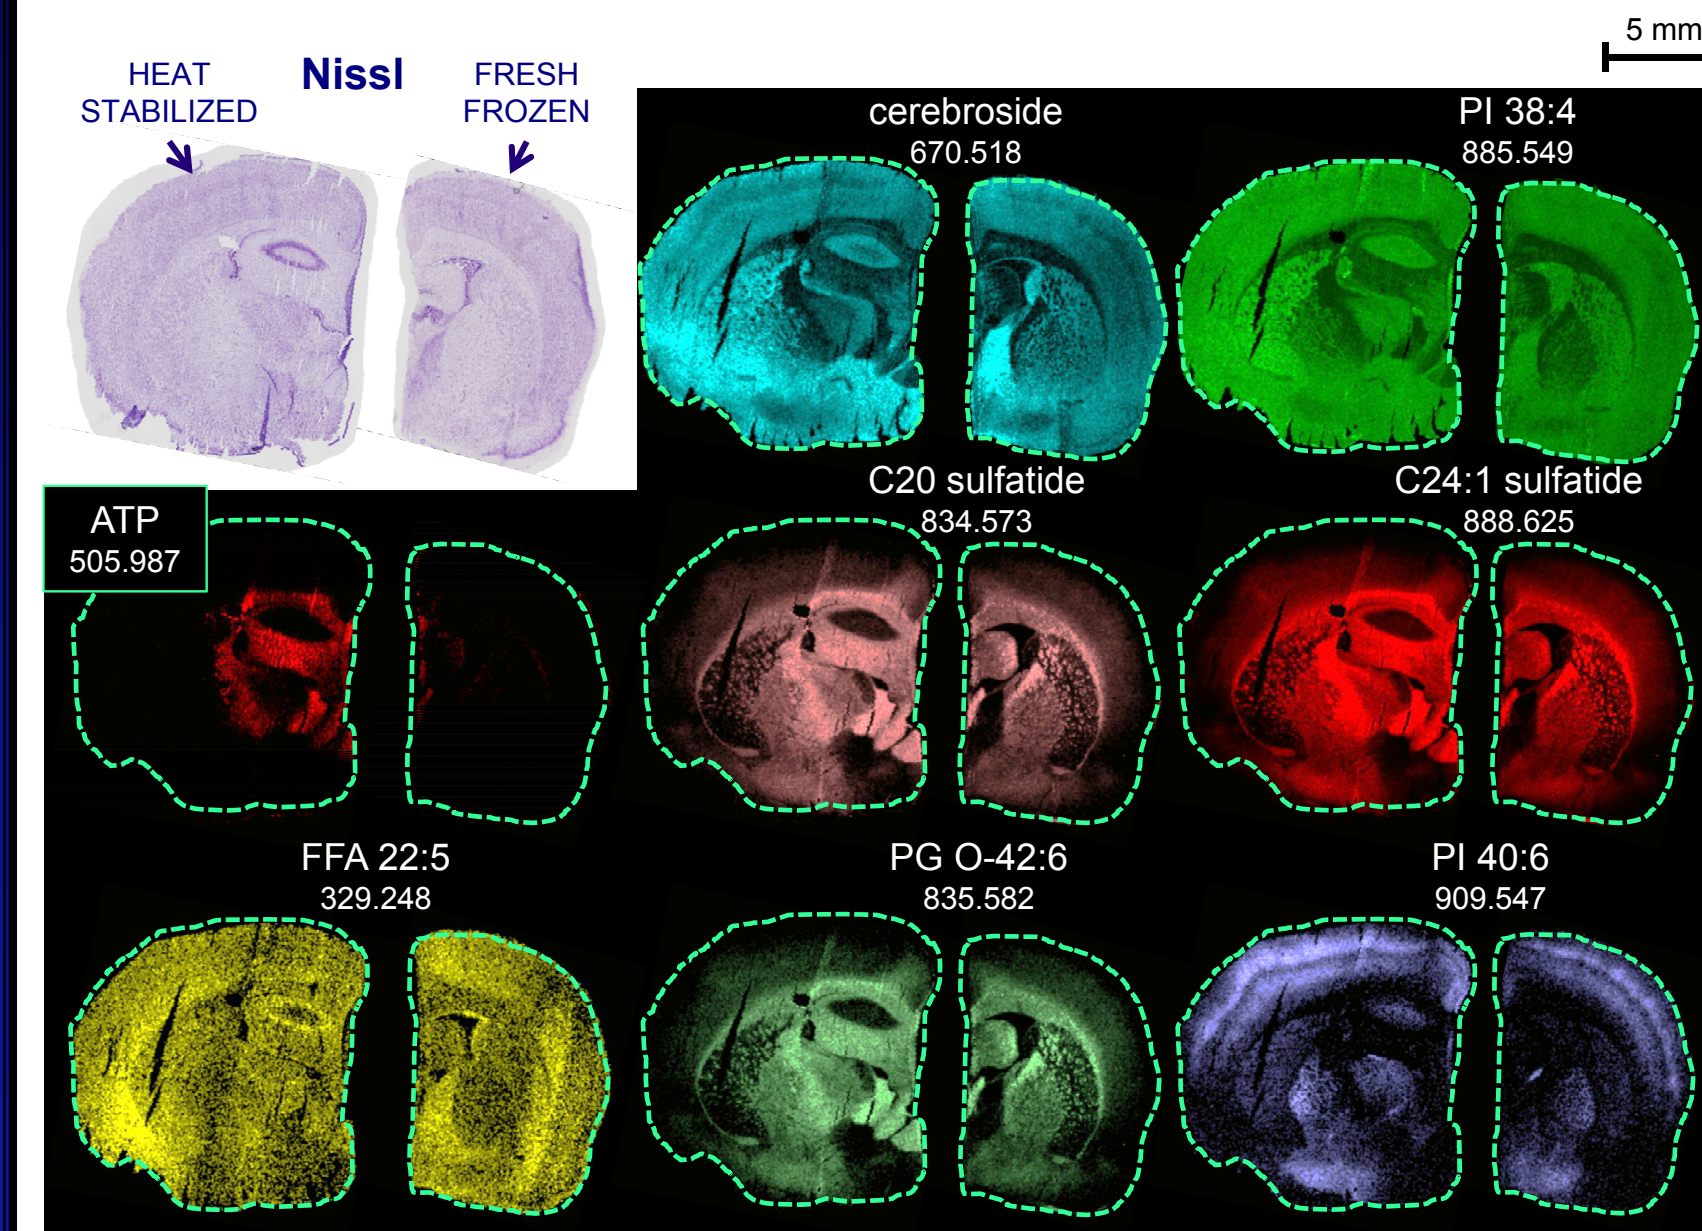 5 mm
HEAT
STABILIZED
Nissl
FRESH
FROZEN
cerebroside
670.518
PI 38:4
885.549
ATP
505.987
C20 sulfatide
834.573
C24:1 sulfatide
888.625
FFA 22:5
329.248
PG O-42:6
835.582
PI 40:6
909.547